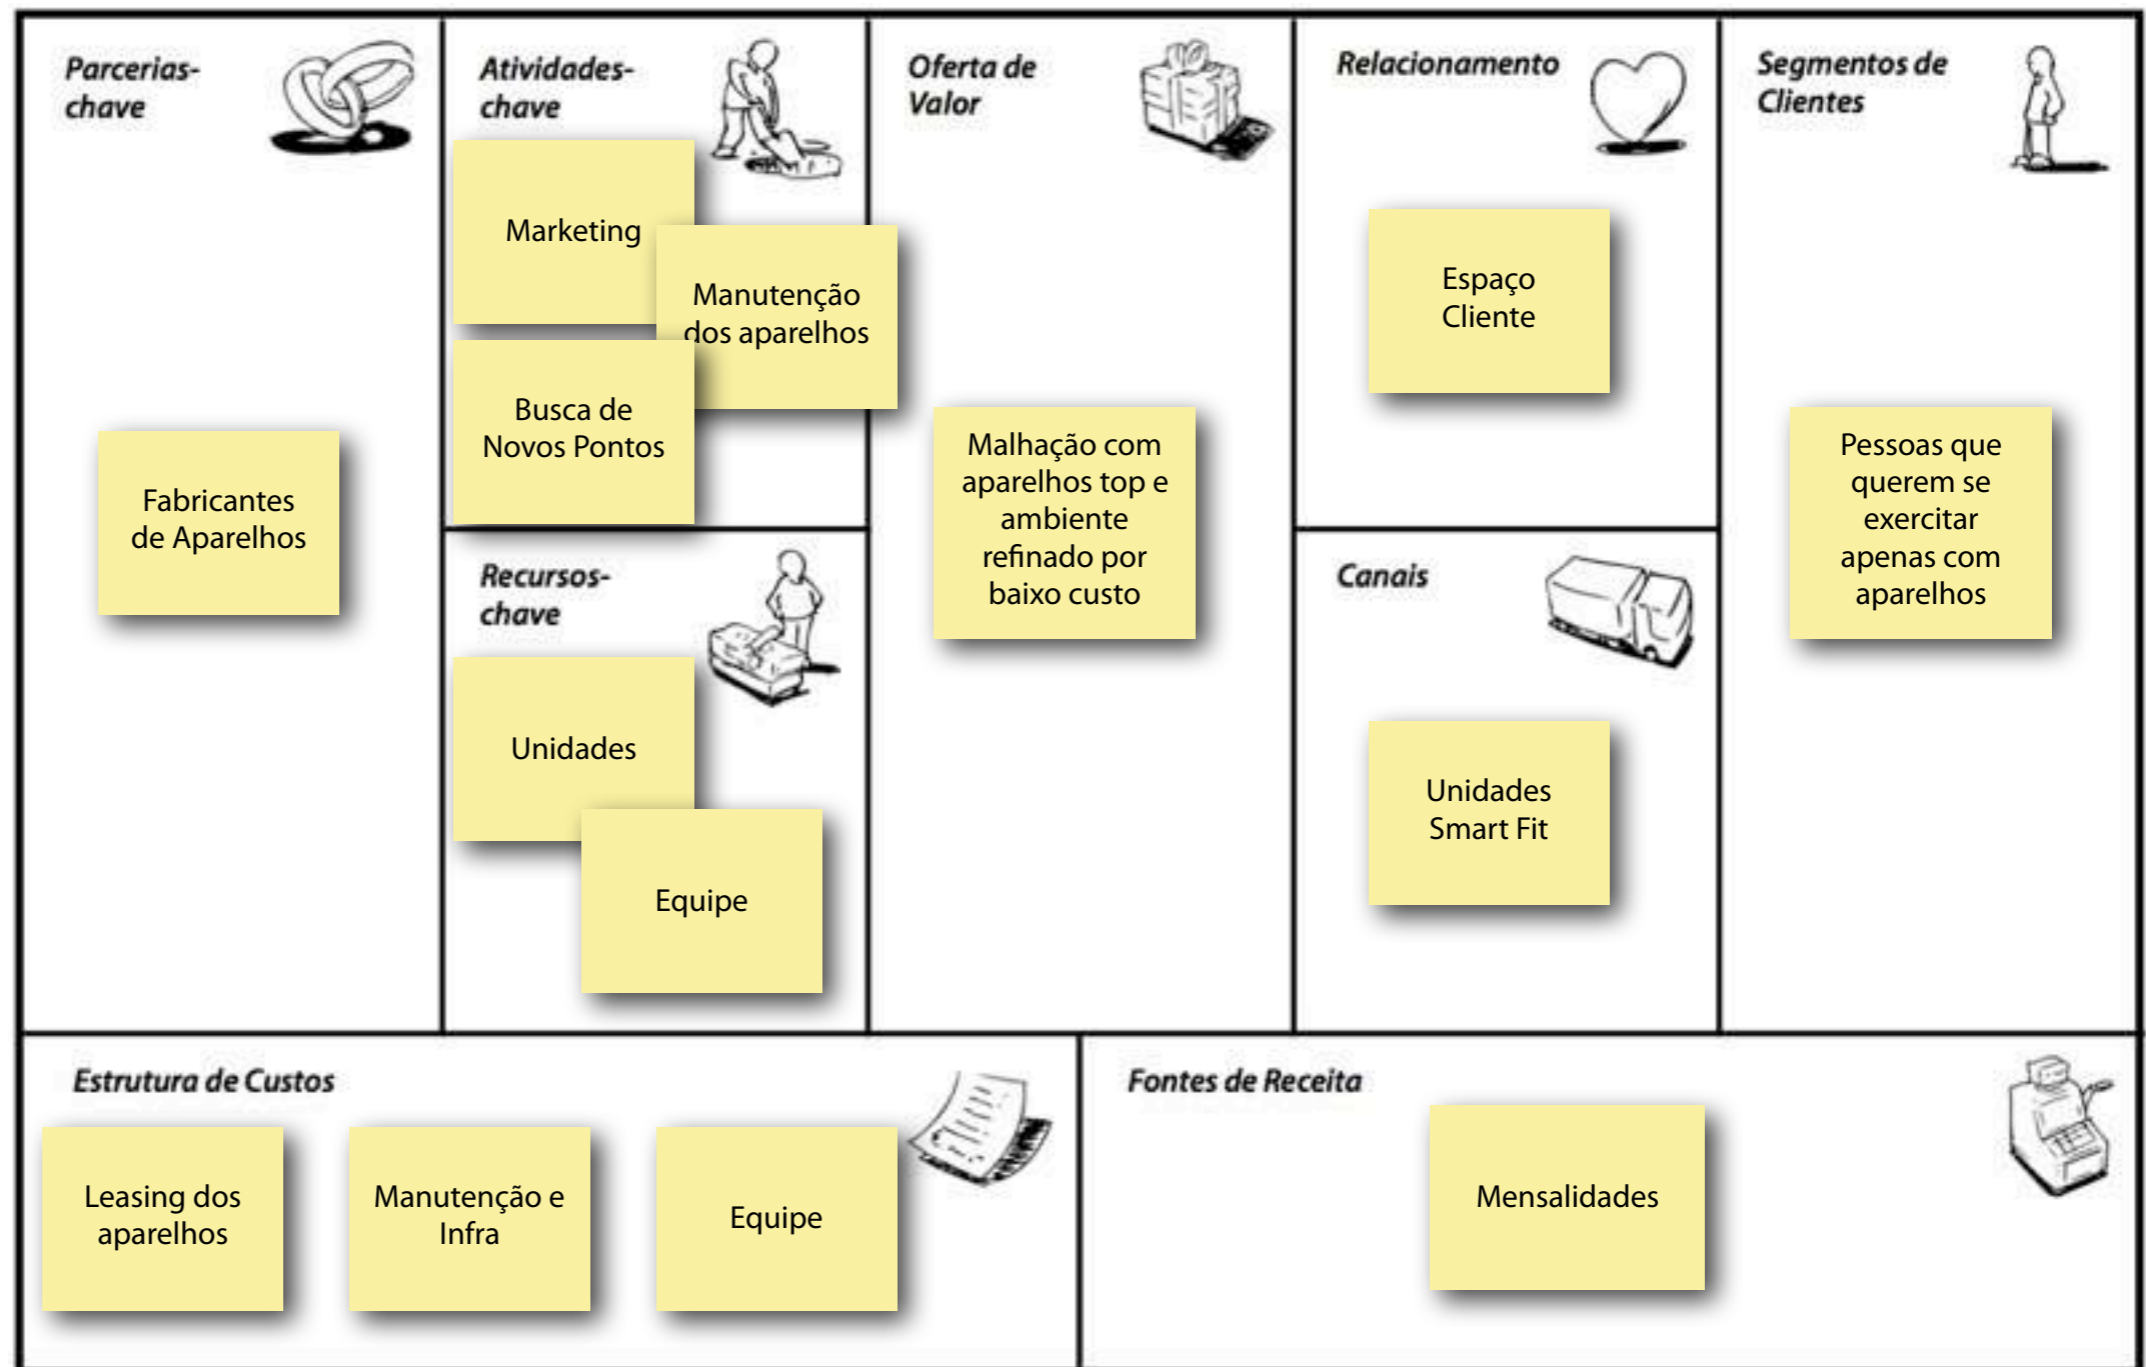 Parcerias-
chave
Fabricantes
de Aparelhos
Atividades-
chave
Marketing
Manutenção
dos aparelhos
Busca de
Novos Pontos
Recursos-
chave
Unidades
Equipe
Oferta de
Valor
Malhação com
aparelhos top e
ambiente
refinado por
baixo custo
Relacionamento
Espaço
Cliente
Canais
Unidades
Smart Fit
Segmentos de
Clientes
Pessoas que
querem se
exercitar
apenas com
aparelhos
Estrutura de Custos
Leasing dos
aparelhos
Manutenção e
Infra
Equipe
Fontes de Receita
Mensalidades